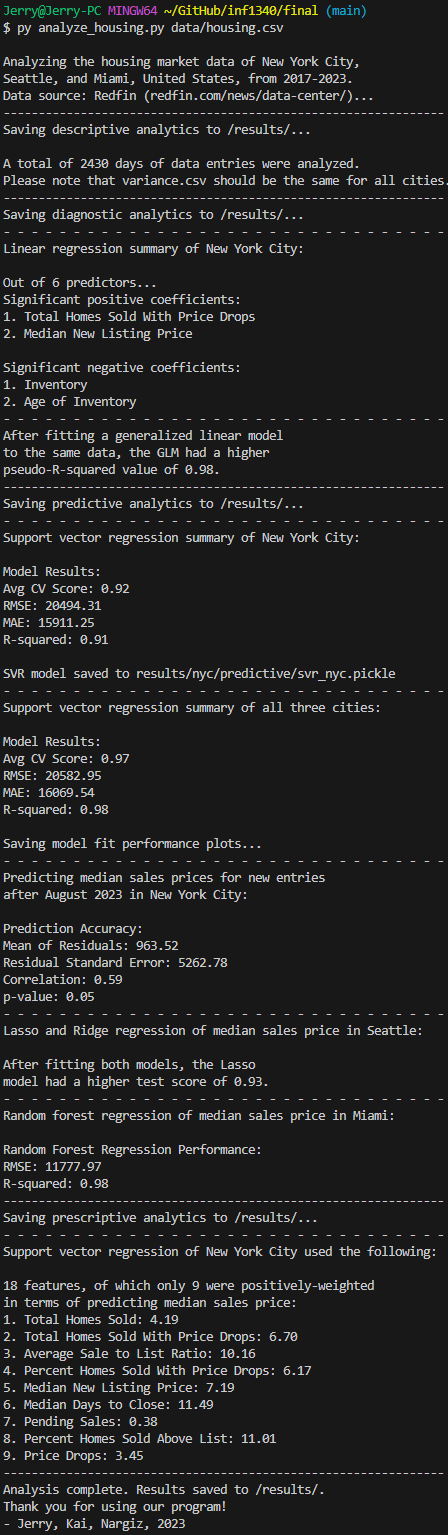 Jerry@Jerry-PC MINGW64 ~/GitHub/inf1340/final (main)
$ py analyze_housing.py data/housing.csv

Analyzing the housing market data of New York City,
Seattle, and Miami, United States, from 2017-2023.
Data source: Redfin (redfin.com/news/data-center/)...
---------------------------------------------------------
Saving descriptive analytics to /results/...

A total of 2430 days of data entries were analyzed.
Please note that variance.csv should be the same for all cities.
---------------------------------------------------------
Saving diagnostic analytics to /results/...
- - - - - - - - - - - - - - - - - - - - - - - - - - - - -
Linear regression summary of New York City:

Out of 6 predictors...
Significant positive coefficients:
1. Total Homes Sold With Price Drops
2. Median New Listing Price

Significant negative coefficients:
1. Inventory
2. Age of Inventory
- - - - - - - - - - - - - - - - - - - - - - - - - - - - -
After fitting a generalized linear model
to the same data, the GLM had a higher
pseudo-R-squared value of 0.98.
---------------------------------------------------------
Saving predictive analytics to /results/...
- - - - - - - - - - - - - - - - - - - - - - - - - - - - -
Support vector regression summary of New York City:

Model Results:
Avg CV Score: 0.92
RMSE: 20494.31
MAE: 15911.25
R-squared: 0.91

SVR model saved to results/nyc/predictive/svr_nyc.pickle
- - - - - - - - - - - - - - - - - - - - - - - - - - - - -
Support vector regression summary of all three cities:

Model Results:
Avg CV Score: 0.97
RMSE: 20582.95
MAE: 16069.54
R-squared: 0.98

Saving model fit performance plots...
- - - - - - - - - - - - - - - - - - - - - - - - - - - - -
Predicting median sales prices for new entries
after August 2023 in New York City:

Prediction Accuracy:
Mean of Residuals: 963.52
Residual Standard Error: 5262.78
Correlation: 0.59
p-value: 0.05
- - - - - - - - - - - - - - - - - - - - - - - - - - - - -
Lasso and Ridge regression of median sales price in Seattle:

After fitting both models, the Lasso
model had a higher test score of 0.93.
- - - - - - - - - - - - - - - - - - - - - - - - - - - - -
Random forest regression of median sales price in Miami:

Random Forest Regression Performance:
RMSE: 11777.97
R-squared: 0.98
---------------------------------------------------------
Saving prescriptive analytics to /results/...
- - - - - - - - - - - - - - - - - - - - - - - - - - - - -
Support vector regression of New York City used the following:

18 features, of which only 9 were positively-weighted
in terms of predicting median sales price:
1. Total Homes Sold: 4.19
2. Total Homes Sold With Price Drops: 6.70
3. Average Sale to List Ratio: 10.16
4. Percent Homes Sold With Price Drops: 6.17
5. Median New Listing Price: 7.19
6. Median Days to Close: 11.49
7. Pending Sales: 0.38
8. Percent Homes Sold Above List: 11.01
9. Price Drops: 3.45
---------------------------------------------------------
Analysis complete. Results saved to /results/.
Thank you for using our program!
- Jerry, Kai, Nargiz, 2023